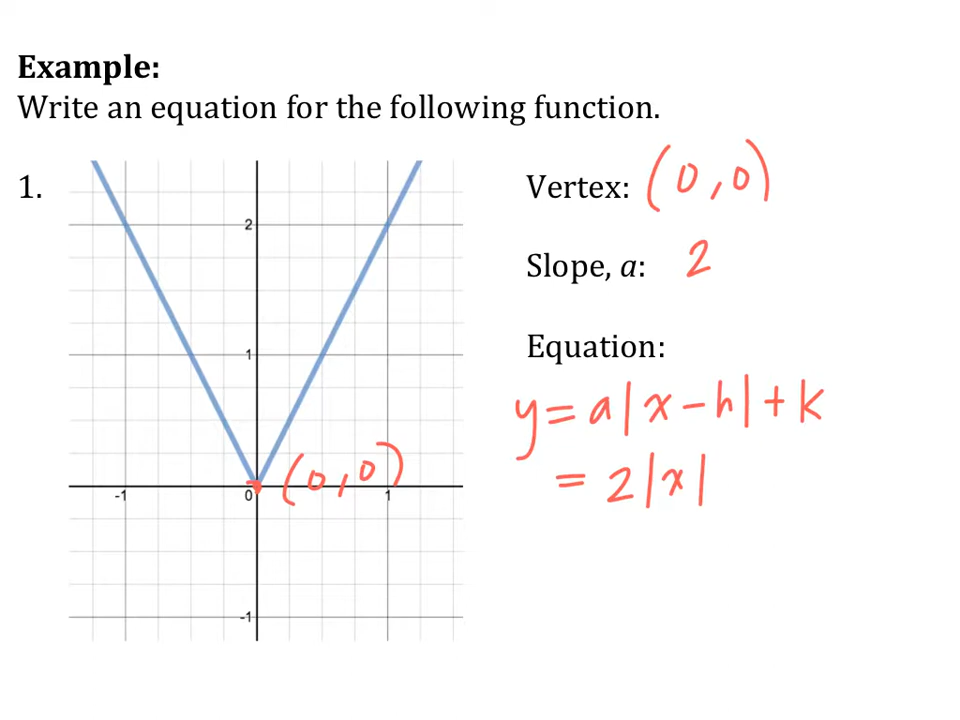 Example:
Write an equation for the following function.
1.
2
1
-1
0
1
-1
(0,0)
Vertex: (0,0)
Slope, a: 2
Equation:
y=a|x-h|+k
=2|x|